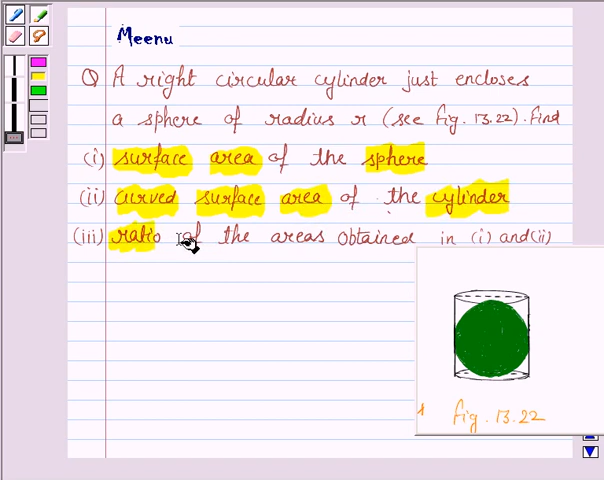 Meenu
Q A right circular cylinder just encloses
a sphere of radius r (see fig. 13.22). find
(i) surface area of the sphere
(ii) curved surface area of the cylinder
(iii) ratio of the areas obtained in (i) and (ii)
fig. 13.22